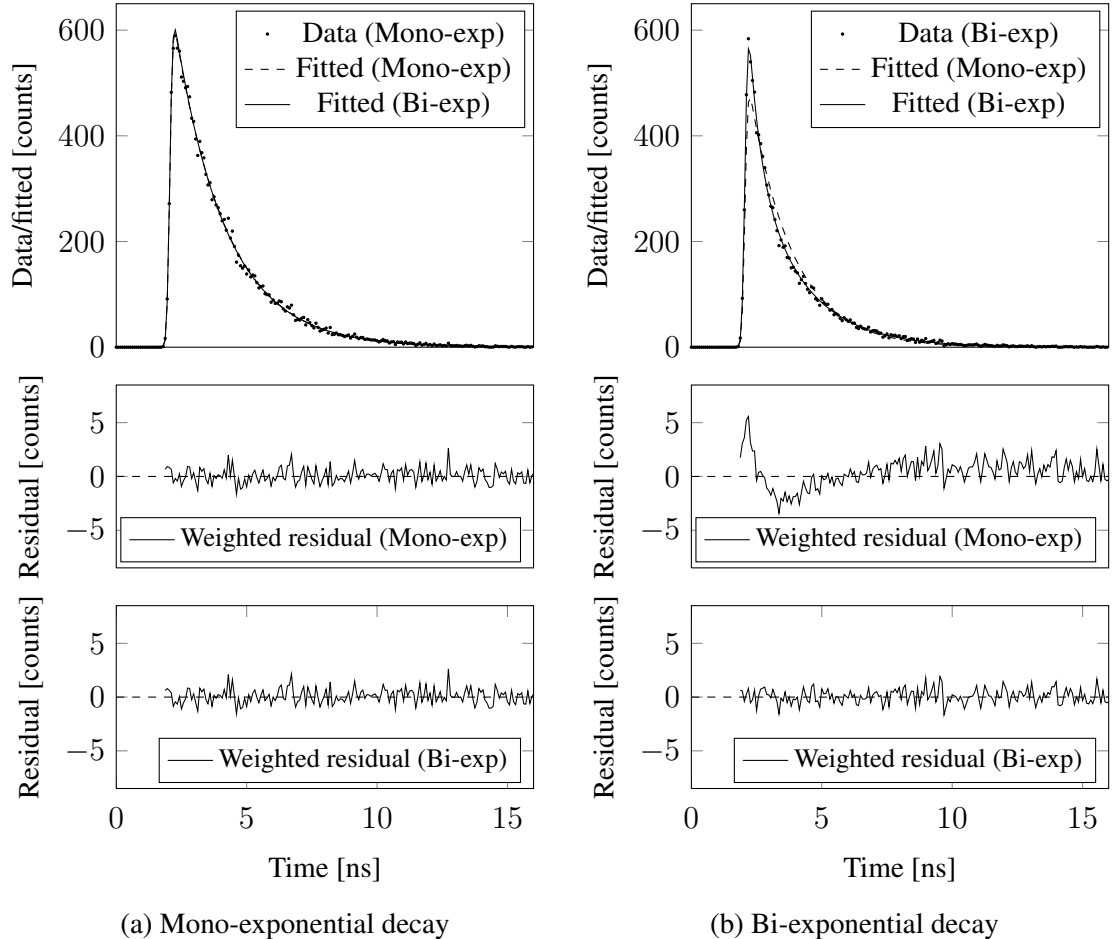 Data/fitted [counts]
600
400
200
0
Data (Mono-exp)
Fitted (Mono-exp)
Fitted (Bi-exp)
Residual [counts]
5
0
−5
Weighted residual (Mono-exp)
Residual [counts]
5
0
−5
Weighted residual (Bi-exp)
0 5 10 15
Time [ns]
(a) Mono-exponential decay
Data/fitted [counts]
600
400
200
0
Data (Bi-exp)
Fitted (Mono-exp)
Fitted (Bi-exp)
Residual [counts]
5
0
−5
Weighted residual (Mono-exp)
Residual [counts]
5
0
−5
Weighted residual (Bi-exp)
0 5 10 15
Time [ns]
(b) Bi-exponential decay